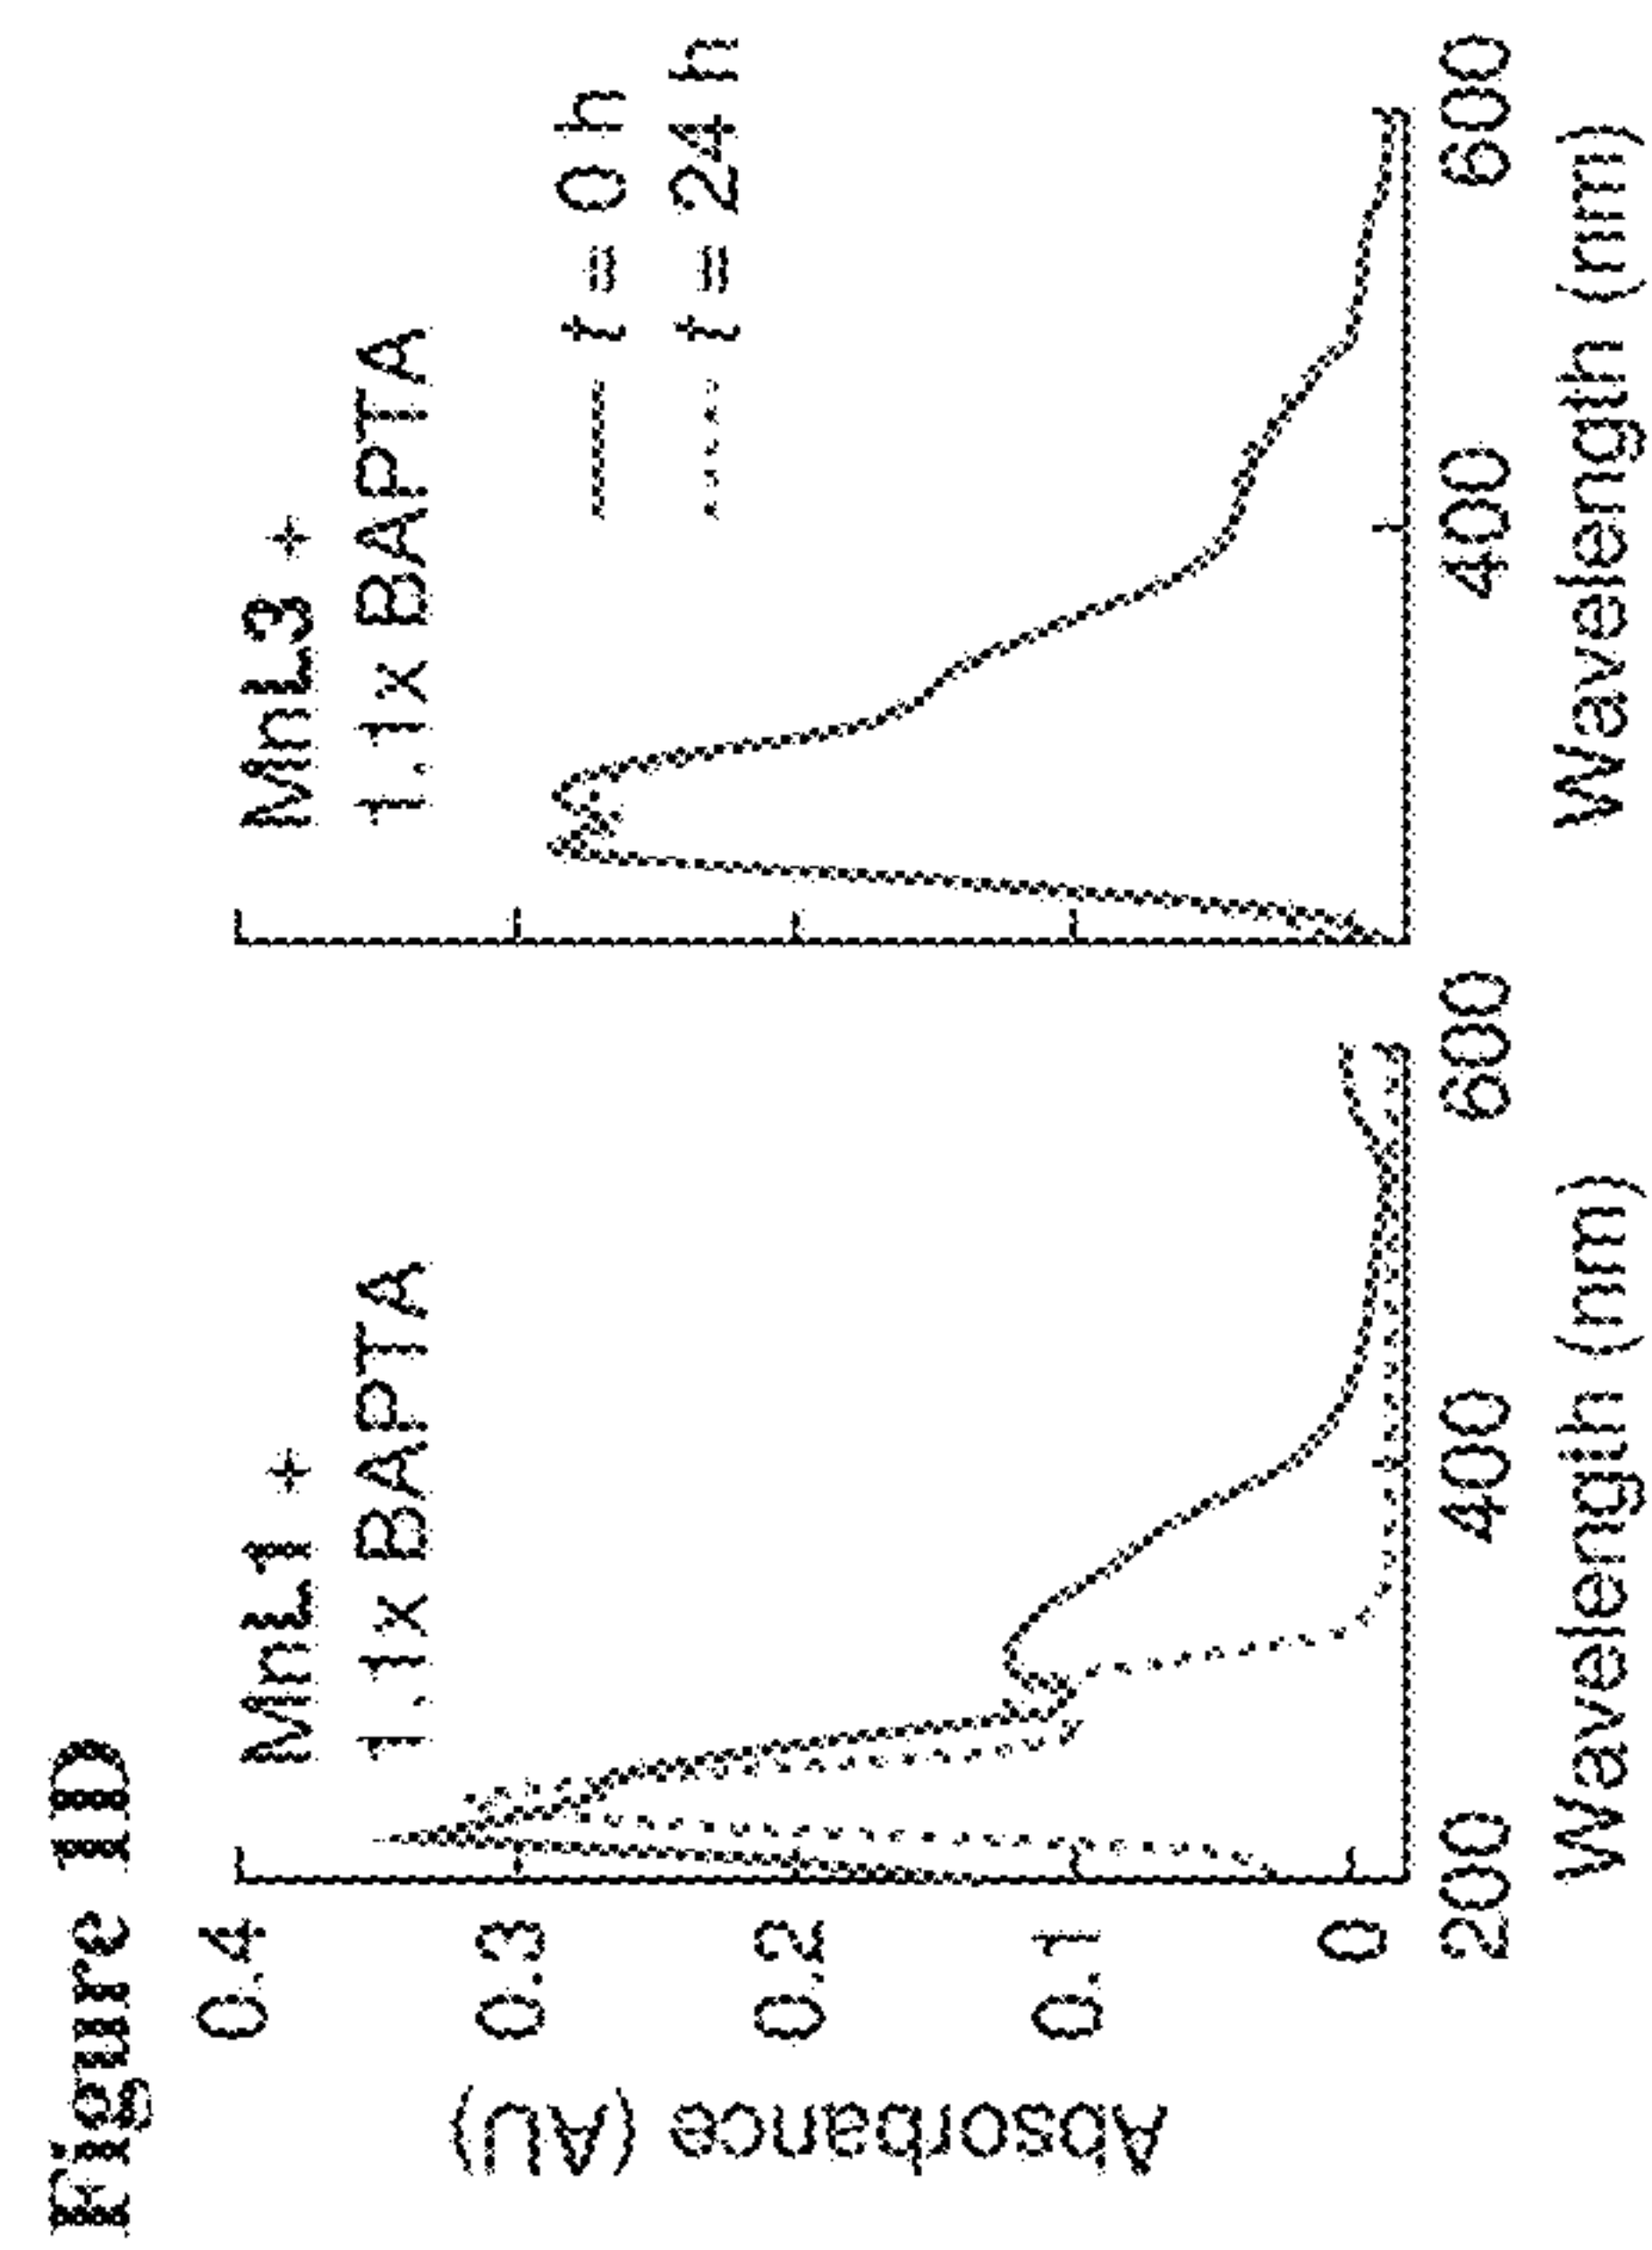 Figure 1D
MnL1 +
1.1x BAPTA
MnL3 +
1.1x BAPTA
t = 0 h
t = 24 h
Absorbance (AU)
0.4
0.3
0.2
0.1
0
200
400
600
400
600
Wavelength (nm)
Wavelength (nm)